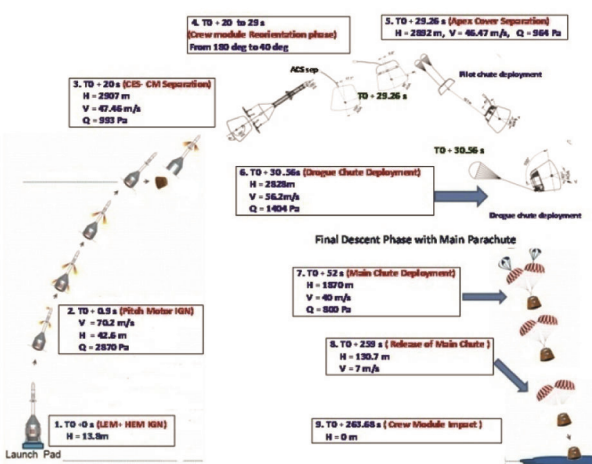 4. T0 + 20 to 29s
(Crew module Reorientation phase)
From 180 deg to 40 deg
5. T0 + 29.26s (Apex Cover Separation)
H = 2892 m, V = 46.47 m/s, Q = 964 Pa
ACS sep
T0 + 29.26 s
Pilot chute deployment
3. T0 + 20 s (CES- CM Separation)
H = 2907 m
V = 47.46 m/s
Q = 993 Pa
T0 + 30.56 s
6. T0 + 30.56s (Drogue Chute Deployment)
H = 2828m
V = 56.2m/s
Q = 1404 Pa
Drogue chute deployment
Final Descent Phase with Main Parachute
7. T0 + 52 s (Main Chute Deployment)
H = 1870 m
V = 40 m/s
Q = 800 Pa
2. T0 + 0.9 s (Pitch Motor IGN)
V = 70.2 m/s
H = 42.6 m
Q = 2870 Pa
8. T0 + 259 s ( Release of Main Chute )
H = 130.7 m
V = 7 m/s
1. T0 +0 s (LEM+ HEM IGN)
H = 13.8m
9. T0 + 263.68 s ( Crew Module Impact )
H = 0 m
Launch Pad